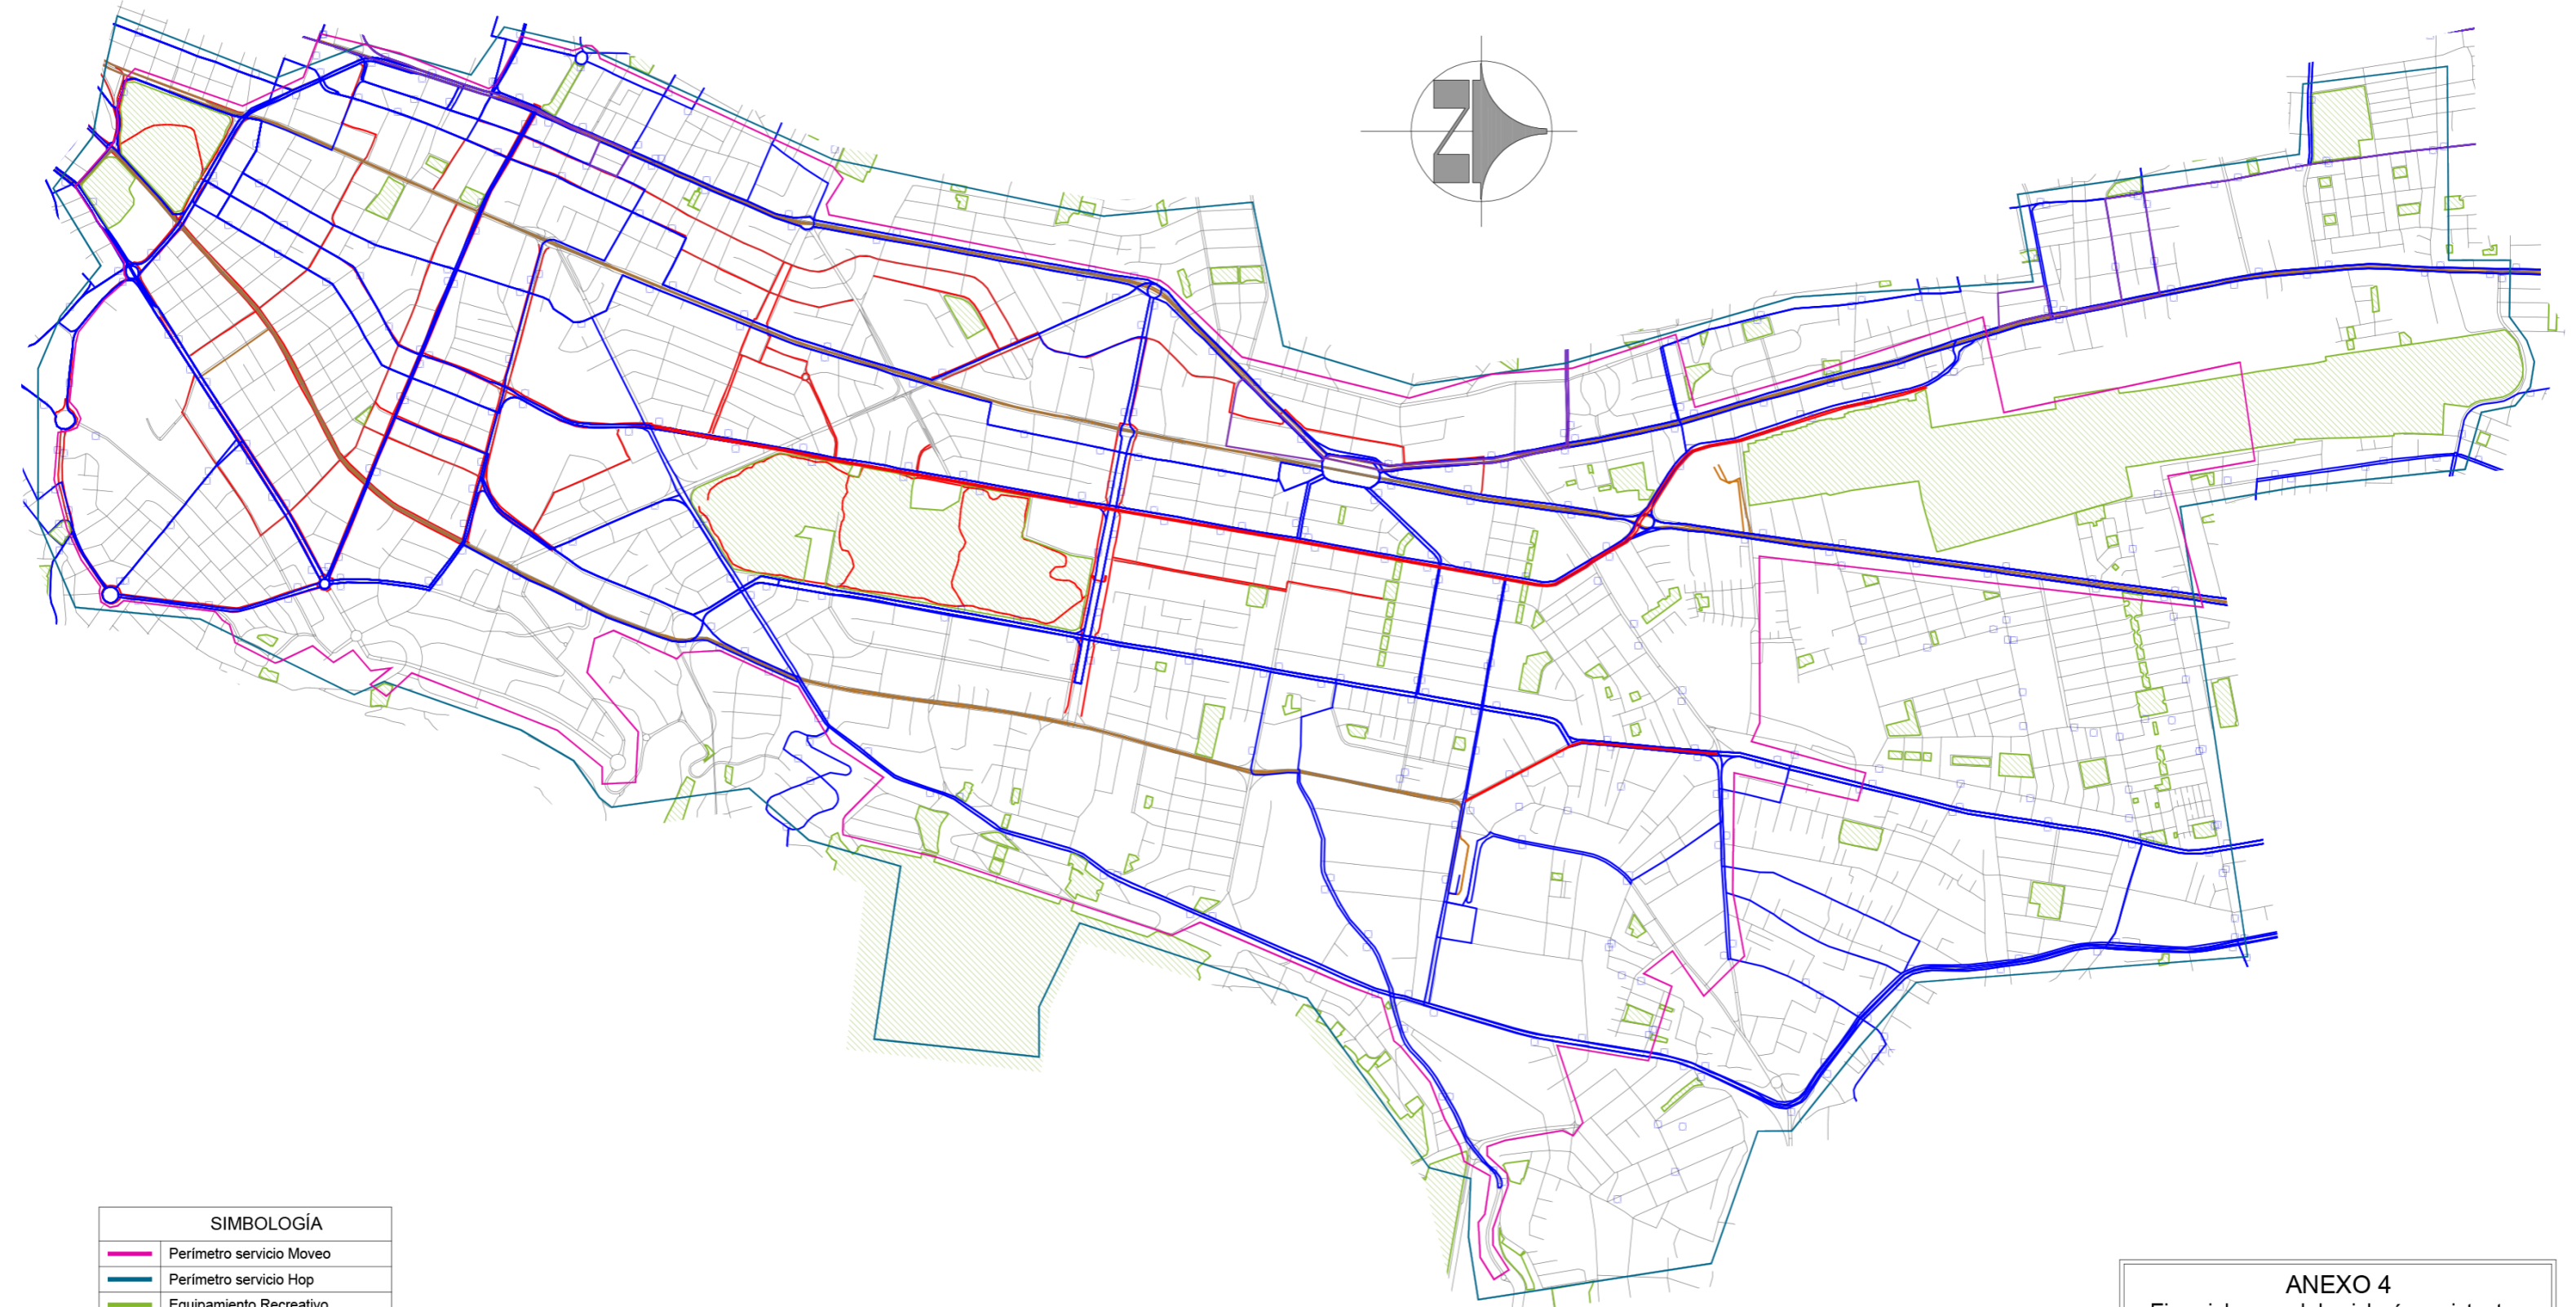 N
SIMBOLOGÍA
Perímetro servicio Moveo
Perímetro servicio Hop
Equipamiento Recreativo
ANEXO 4